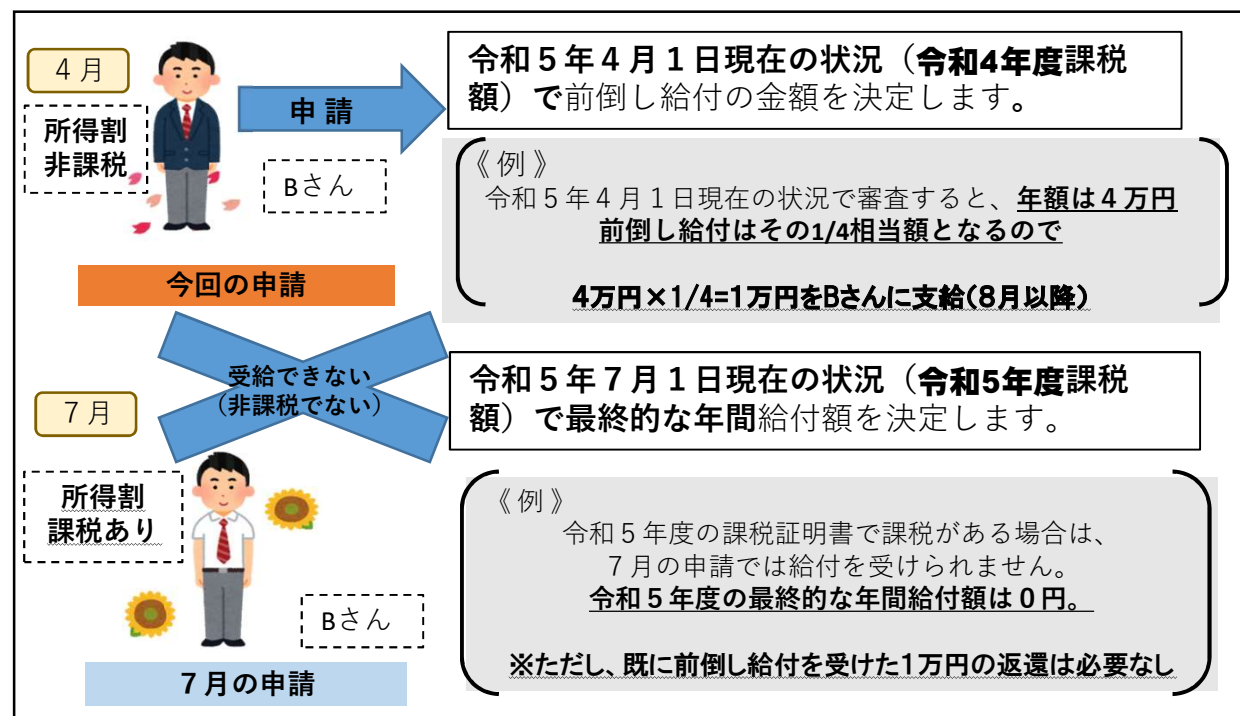 ４月
所得割
非課税
申 請
Bさん
令和５年４月１日現在の状況（令和4年度課税
額）で前倒し給付の金額を決定します。
《 例 》
令和５年４月１日現在の状況で審査すると、年額は４万円
前倒し給付はその1/4相当額となるので
4万円×1/4=1万円をBさんに支給（8月以降）
今回の申請
受給できない
（非課税でない）
７月
所得割
課税あり
Bさん
７月の申請
令和５年７月１日現在の状況（令和5年度課税
額）で最終的な年間給付額を決定します。
《 例 》
令和５年度の課税証明書で課税がある場合は、
７月の申請では給付を受けられません。
令和５年度の最終的な年間給付額は０円。
※ただし、既に前倒し給付を受けた1万円の返還は必要なし